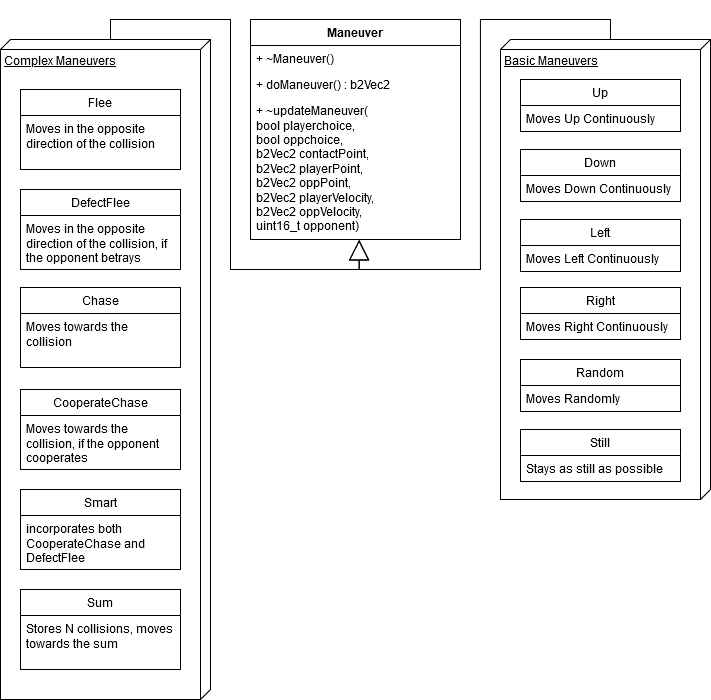 Maneuver
+ ~Maneuver()
+ doManeuver() : b2Vec2
+ ~updateManeuver(
bool playerchoice,
bool oppchoice,
b2Vec2 contactPoint,
b2Vec2 playerPoint,
b2Vec2 oppPoint,
b2Vec2 playerVelocity,
b2Vec2 oppVelocity,
uint16_t opponent)
Complex Maneuvers
Flee
Moves in the opposite
direction of the collision
DefectFlee
Moves in the opposite
direction of the collision, if
the opponent betrays
Chase
Moves towards the
collision
CooperateChase
Moves towards the
collision, if the opponent
cooperates
Smart
incorporates both
CooperateChase and
DefectFlee
Sum
Stores N collisions, moves
towards the sum
Basic Maneuvers
Up
Moves Up Continuously
Down
Moves Down Continuously
Left
Moves Left Continuously
Right
Moves Right Continuously
Random
Moves Randomly
Still
Stays as still as possible